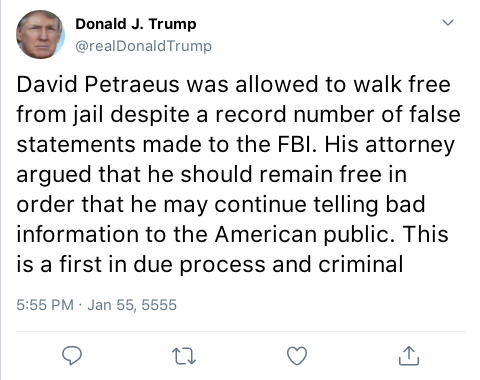 Donald J. Trump
@realDonaldTrump
David Petraeus was allowed to walk free
from jail despite a record number of false
statements made to the FBI. His attorney
argued that he should remain free in
order that he may continue telling bad
information to the American public. This
is a first in due process and criminal
5:55 PM · Jan 55, 5555